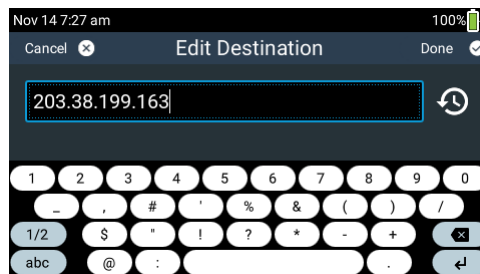 Nov 14 7:27 am 100%
Cancel Edit Destination Done
203.38.199.163
1 2 3 4 5 6 7 8 9 0
_ , # ' % & ( ) /
1/2 $ " ! ? * - +
abc @ : .